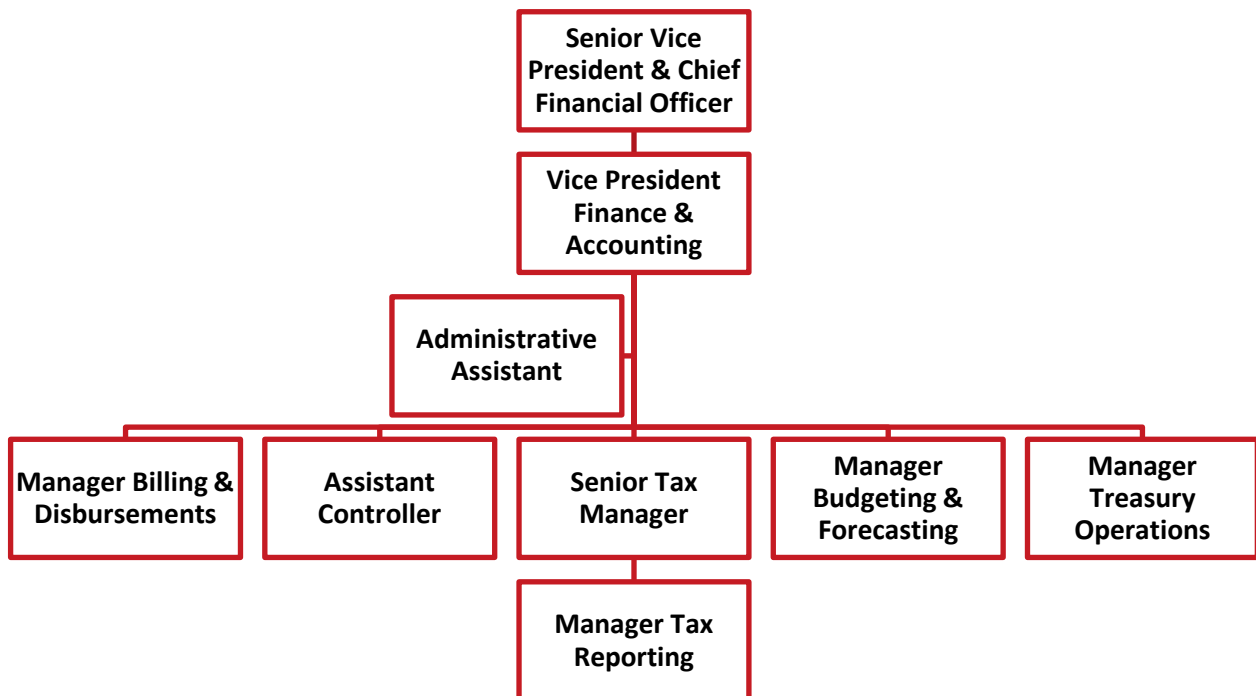 Senior Vice
President & Chief
Financial Officer
Vice President
Finance &
Accounting
Administrative
Assistant
Manager Billing &
Disbursements
Assistant
Controller
Senior Tax
Manager
Manager
Budgeting &
Forecasting
Manager
Treasury
Operations
Manager Tax
Reporting